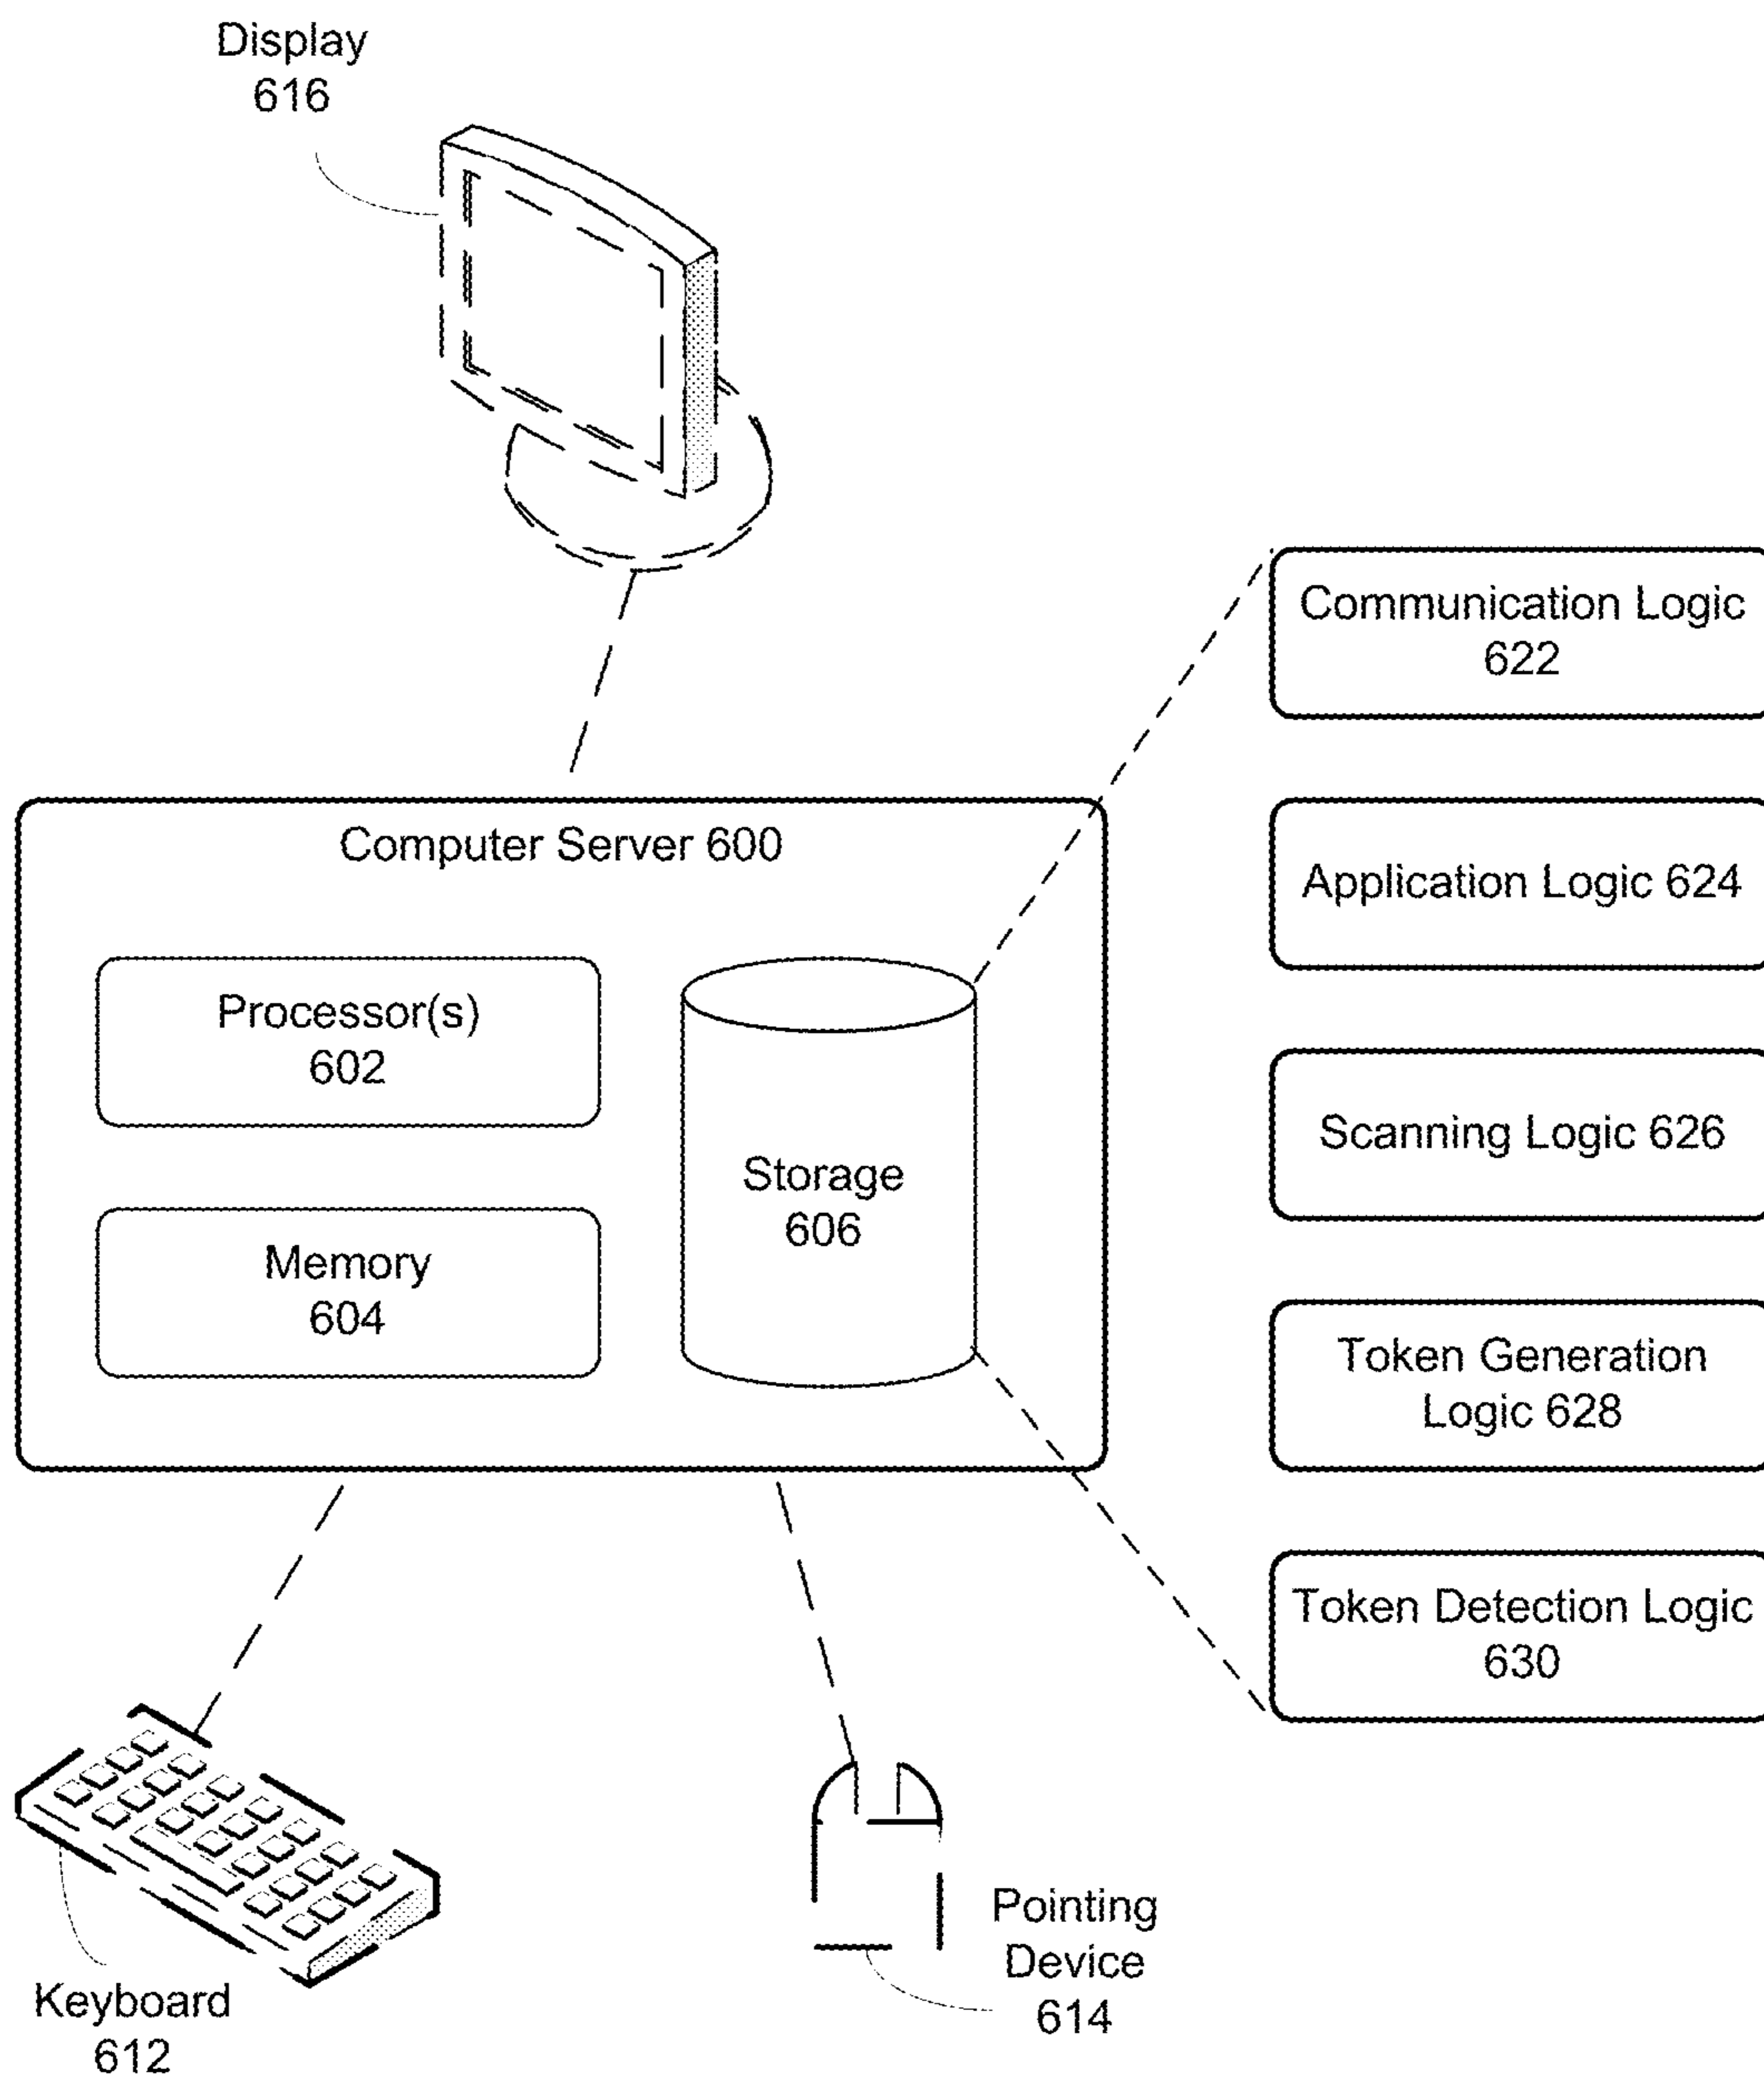 Display
616
Communication Logic
622
Computer Server 600
Application Logic 624
Processor(s)
602
Scanning Logic 626
Storage
606
Memory
604
Token Generation
Logic 628
Token Detection Logic
630
Pointing
Device
614
Keyboard
612